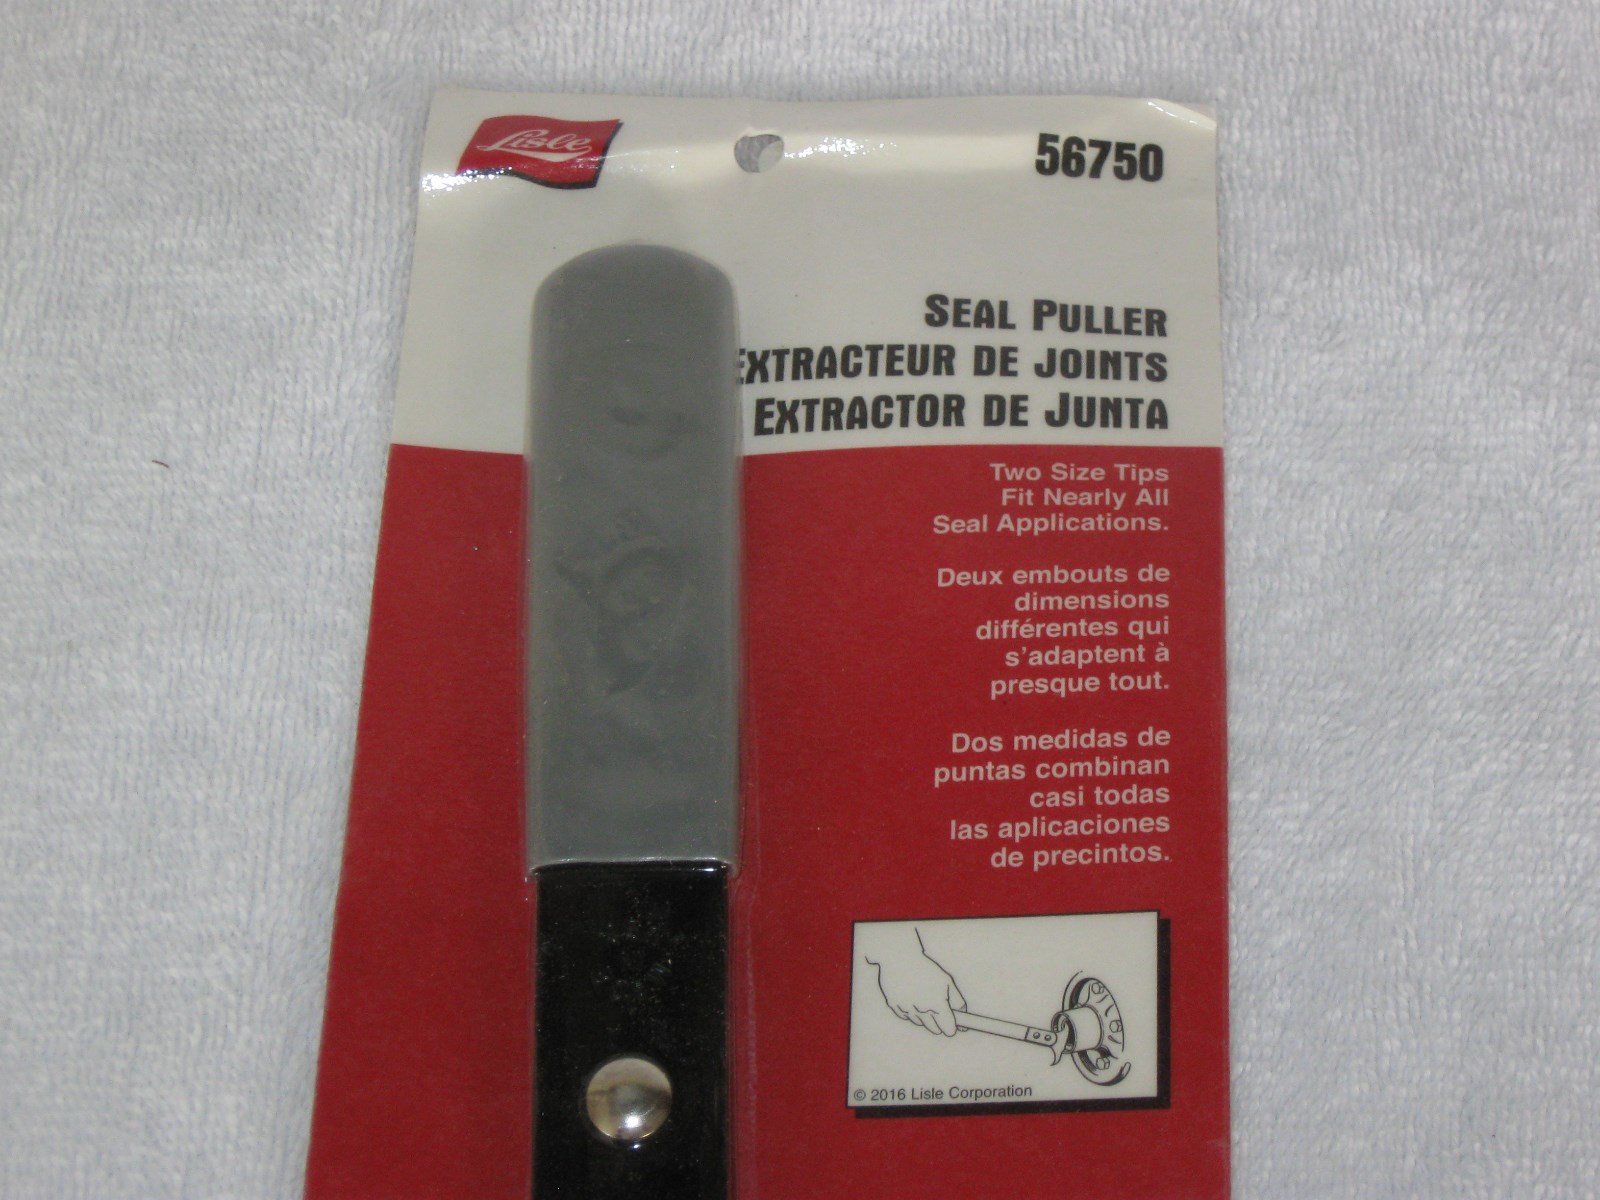 Lisle
56750
SEAL PULLER
EXTRACTEUR DE JOINTS
EXTRACTOR DE JUNTA
Two Size Tips
Fit Nearly All
Seal Applications.
Deux embouts de
dimensions
différentes qui
s'adaptent à
presque tout.
Dos medidas de
puntas combinan
casi todas
las aplicaciones
de precintos.
© 2016 Lisle Corporation